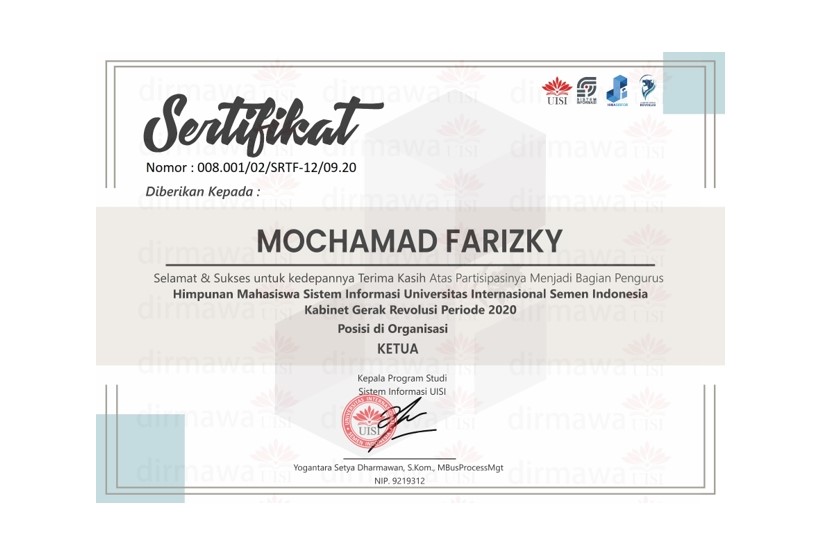 Sertifikat
UISI
Nomor : 008.001/02/SRTF-12/09.20
Diberikan Kepada :
MOCHAMAD FARIZKY
Selamat & Sukses untuk kedepannya Terima Kasih Atas Partisipasinya Menjadi Bagian Pengurus
Himpunan Mahasiswa Sistem Informasi Universitas Internasional Semen Indonesia
Kabinet Gerak Revolusi Periode 2020
Posisi di Organisasi
KETUA
Kepala Program Studi
Sistem Informasi UISI
UISI
Yogantara Setya Dharmawan, S.Kom., MBusProcessMgt
NIP. 9219312